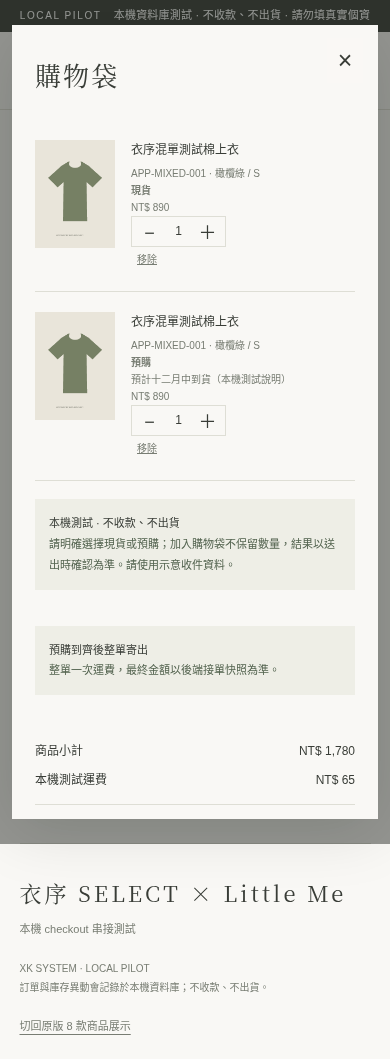 LOCAL PILOT 本機資料庫測試 · 不收款、不出貨 · 請勿填真實個資
購物袋
×
衣序混單測試棉上衣
APP-MIXED-001 · 橄欖綠 / S
現貨
NT$ 890
− 1 +
移除
衣序混單測試棉上衣
APP-MIXED-001 · 橄欖綠 / S
預購
預計十二月中到貨（本機測試說明）
NT$ 890
− 1 +
移除
本機測試 · 不收款、不出貨
請明確選擇現貨或預購；加入購物袋不保留數量，結果以送
出時確認為準。請使用示意收件資料。
預購到齊後整單寄出
整單一次運費，最終金額以後端接單快照為準。
商品小計 NT$ 1,780
本機測試運費 NT$ 65
衣序 SELECT × Little Me
本機 checkout 串接測試
XK SYSTEM · LOCAL PILOT
訂單與庫存異動會記錄於本機資料庫；不收款、不出貨。
切回原版 8 款商品展示